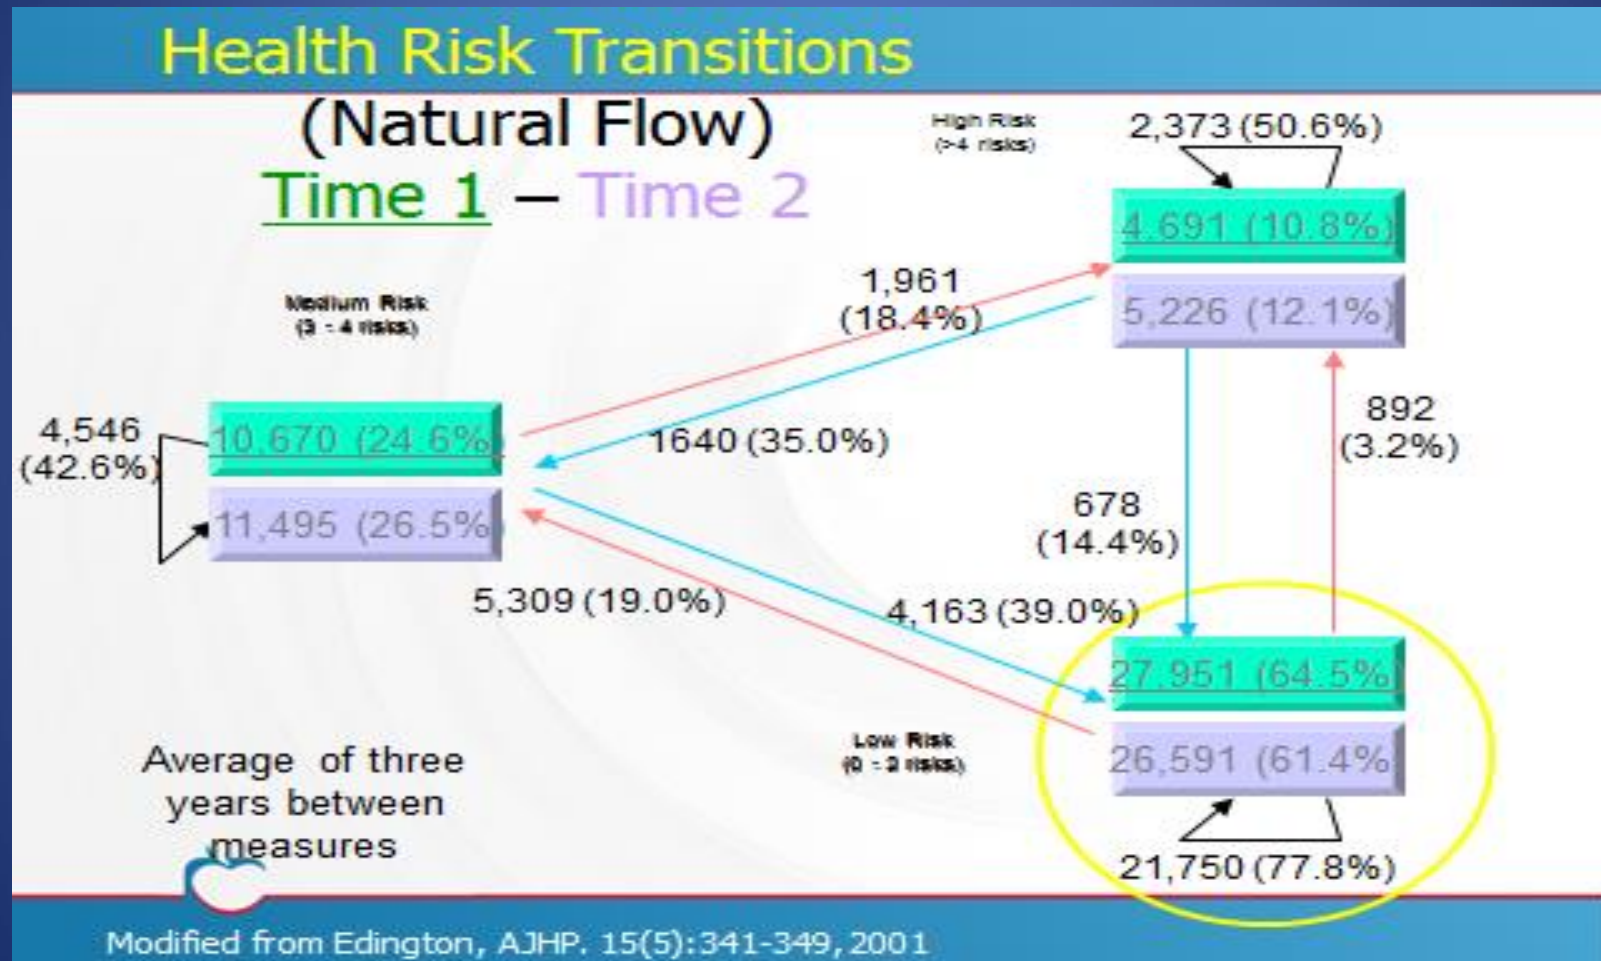 Health Risk Transitions
(Natural Flow)
Time 1 – Time 2
High Risk
(>4 risks)
2,373 (50.6%)
4.691 (10.8%)
5,226 (12.1%)
1,961
(18.4%)
Medium Risk
(3 - 4 risks)
4,546
(42.6%)
10,670 (24.6%)
11,495 (26.5%
1640 (35.0%)
892
(3.2%)
678
(14.4%)
5,309 (19.0%)
4,163 (39.0%)
27,951 (64.5%)
26,591 (61.4%
Low Risk
(0 - 2 risks)
21,750 (77.8%)
Average of three
years between
measures
Modified from Edington, AJHP. 15(5):341-349, 2001